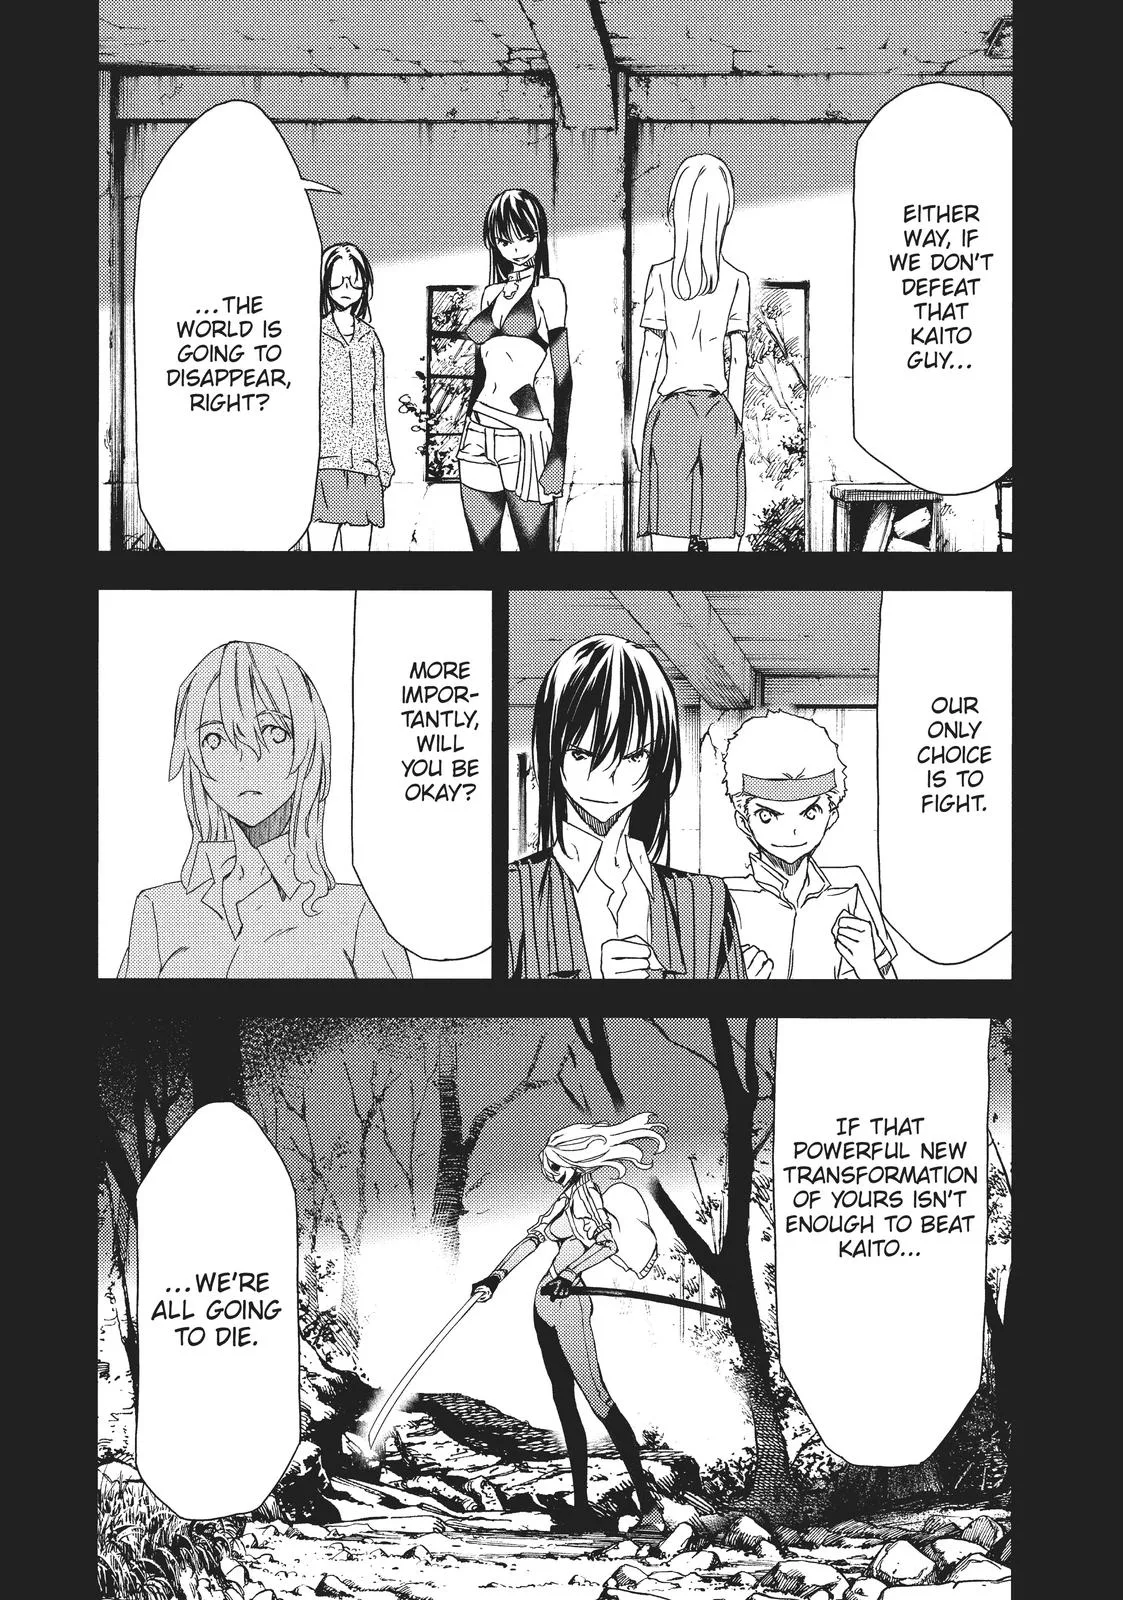 EITHER
WAY, IF
WE DON'T
DEFEAT
THAT
KAITO
GUY...
...THE
WORLD IS
GOING TO
DISAPPEAR,
RIGHT?
OUR
ONLY
CHOICE
IS TO
FIGHT.
MORE
IMPOR-
TANTLY,
WILL
YOU BE
OKAY?
IF THAT
POWERFUL NEW
TRANSFORMATION
OF YOURS ISN'T
ENOUGH TO BEAT
KAITO...
...WE'RE
ALL GOING
TO DIE.